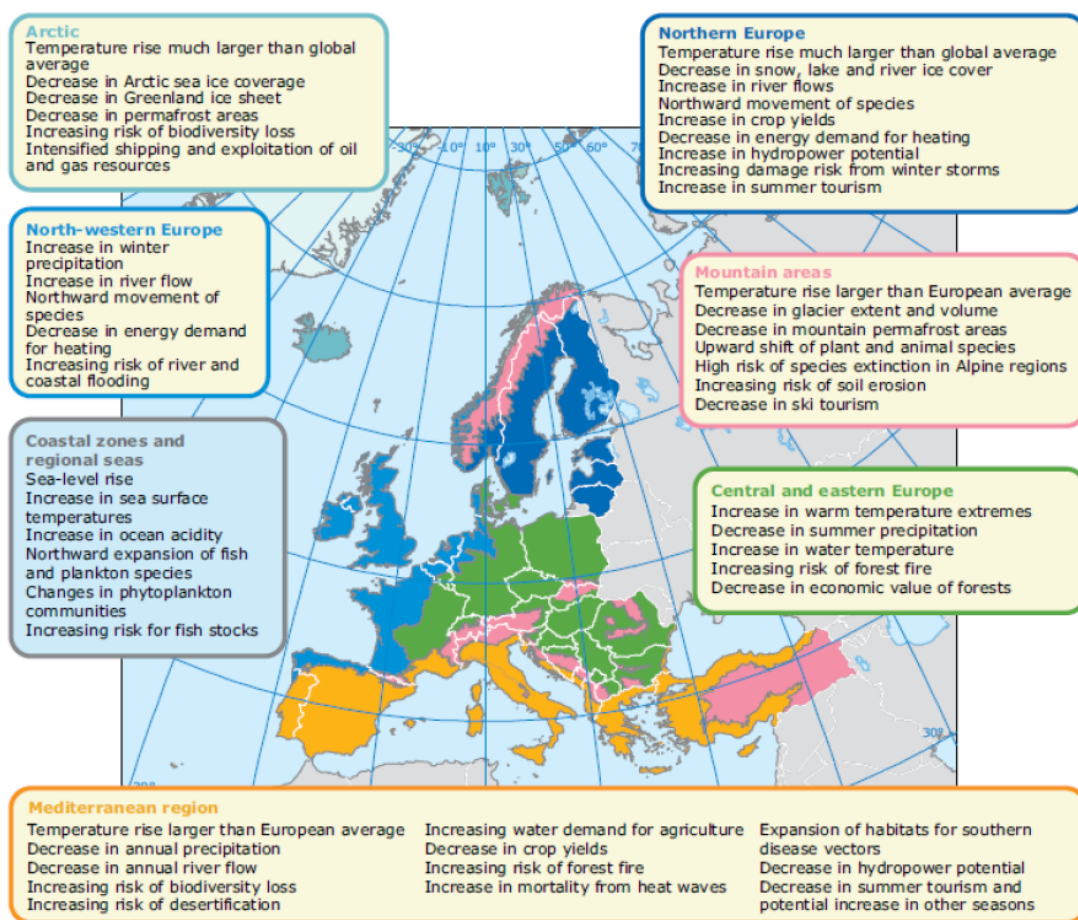 Arctic
Temperature rise much larger than global
average
Decrease in Arctic sea ice coverage
Decrease in Greenland ice sheet
Decrease in permafrost areas
Increasing risk of biodiversity loss
Intensified shipping and exploitation of oil
and gas resources
Northern Europe
Temperature rise much larger than global average
Decrease in snow, lake and river ice cover
Increase in river flows
Northward movement of species
Increase in crop yields
Decrease in energy demand for heating
Increase in hydropower potential
Increasing damage risk from winter storms
Increase in summer tourism
-30° -10° 10° 30° 50° 60°
North-western Europe
Increase in winter
precipitation
Increase in river flow
Northward movement of
species
Decrease in energy demand
for heating
Increasing risk of river and
coastal flooding
Mountain areas
Temperature rise larger than European average
Decrease in glacier extent and volume
Decrease in mountain permafrost areas
Upward shift of plant and animal species
High risk of species extinction in Alpine regions
Increasing risk of soil erosion
Decrease in ski tourism
Coastal zones and
regional seas
Sea-level rise
Increase in sea surface
temperatures
Increase in ocean acidity
Northward expansion of fish
and plankton species
Changes in phytoplankton
communities
Increasing risk for fish stocks
Central and eastern Europe
Increase in warm temperature extremes
Decrease in summer precipitation
Increase in water temperature
Increasing risk of forest fire
Decrease in economic value of forests
30°
Mediterranean region
Temperature rise larger than European average
Decrease in annual precipitation
Decrease in annual river flow
Increasing risk of biodiversity loss
Increasing risk of desertification
Increasing water demand for agriculture
Decrease in crop yields
Increasing risk of forest fire
Increase in mortality from heat waves
Expansion of habitats for southern
disease vectors
Decrease in hydropower potential
Decrease in summer tourism and
potential increase in other seasons